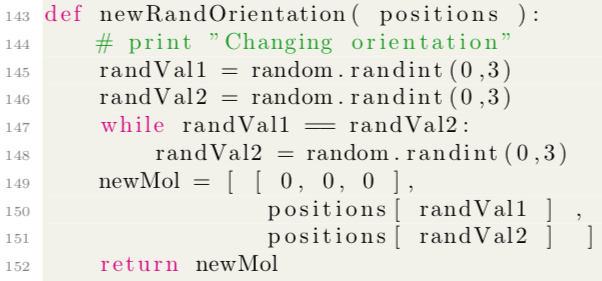 143 def newRandOrientation( positions ):
144     # print "Changing orientation"
145     randVal1 = random.randint(0,3)
146     randVal2 = random.randint(0,3)
147     while randVal1 == randVal2:
148         randVal2 = random.randint(0,3)
149     newMol = [ [ 0, 0, 0 ],
150                positions[ randVal1 ] ,
151                positions[ randVal2 ]  ]
152     return newMol